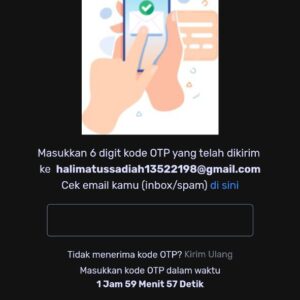 Masukkan 6 digit kode OTP yang telah dikirim
ke halimatussadiah13522198@gmail.com
Cek email kamu (inbox/spam) di sini
Tidak menerima kode OTP? Kirim Ulang
Masukkan kode OTP dalam waktu
1 Jam 59 Menit 57 Detik